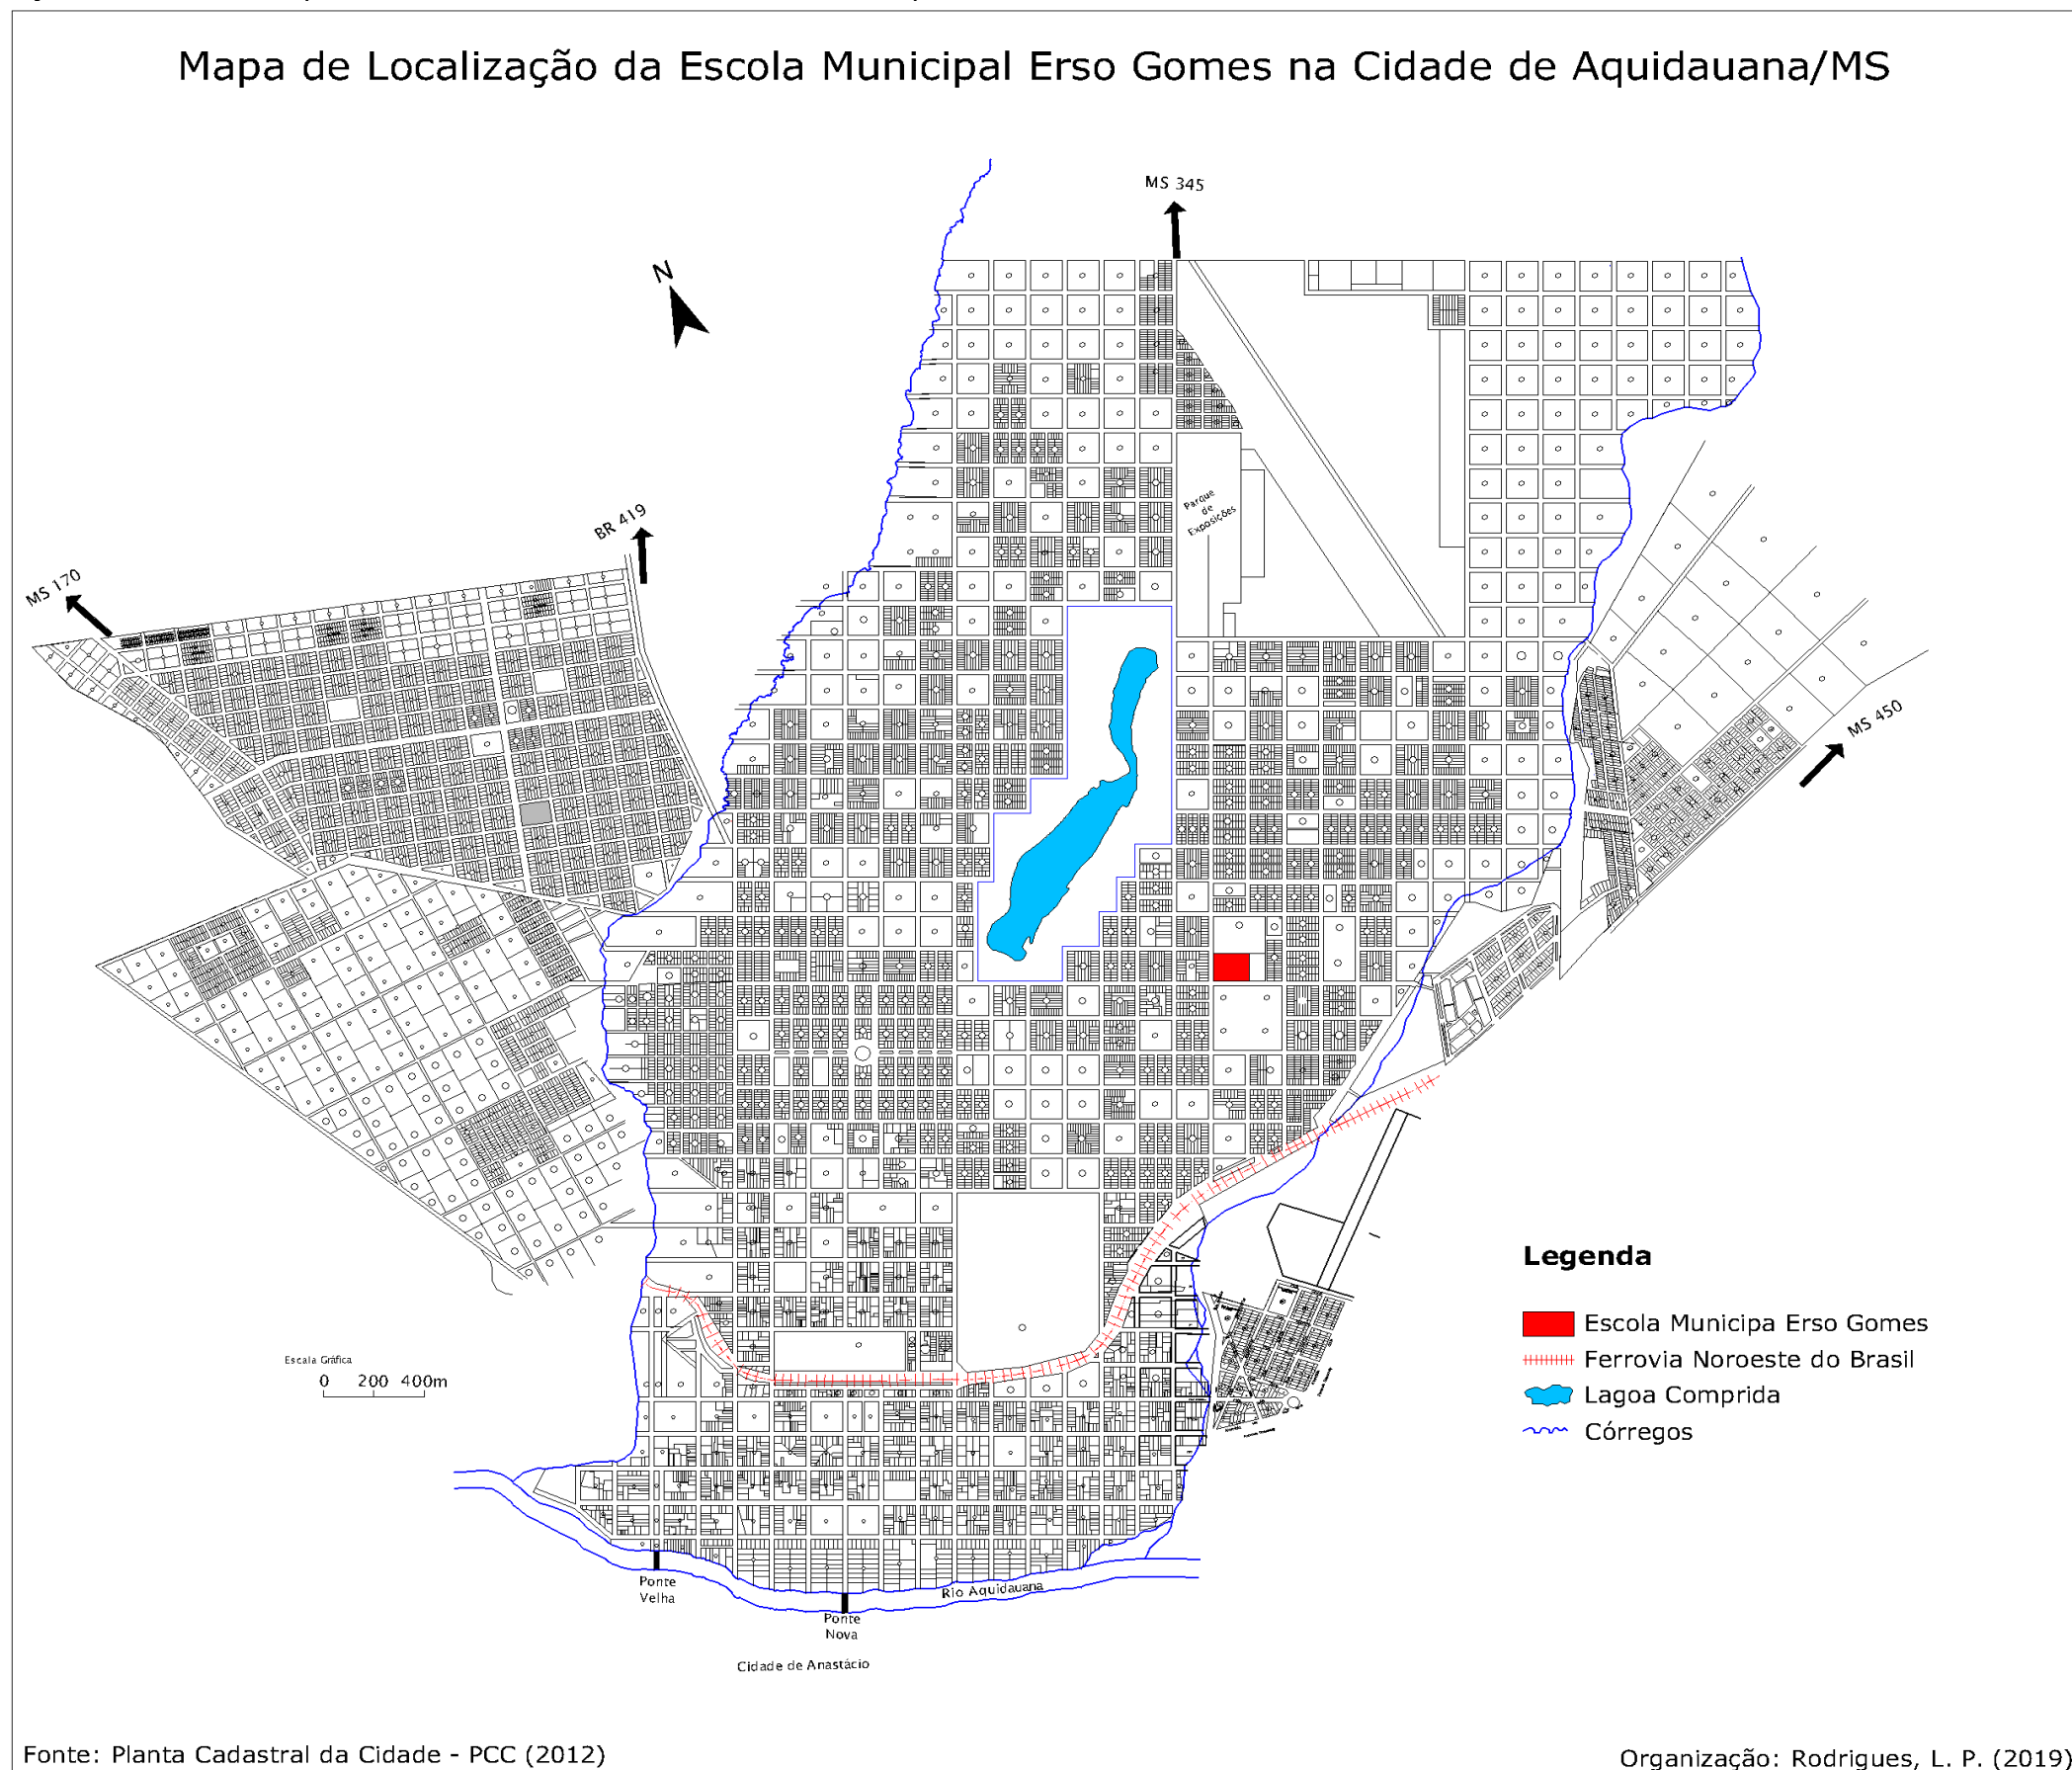 Mapa de Localização da Escola Municipal Erso Gomes na Cidade de Aquidauana/MS
MS 345
N
BR 419
MS 170
Parque
de
Exposições
MS 450
Legenda
Escola Municipa Erso Gomes
Ferrovia Noroeste do Brasil
Lagoa Comprida
Córregos
Escala Gráfica
0 200 400m
Ponte
Velha
Rio Aquidauana
Ponte
Nova
Cidade de Anastácio
Fonte: Planta Cadastral da Cidade - PCC (2012)
Organização: Rodrigues, L. P. (2019)